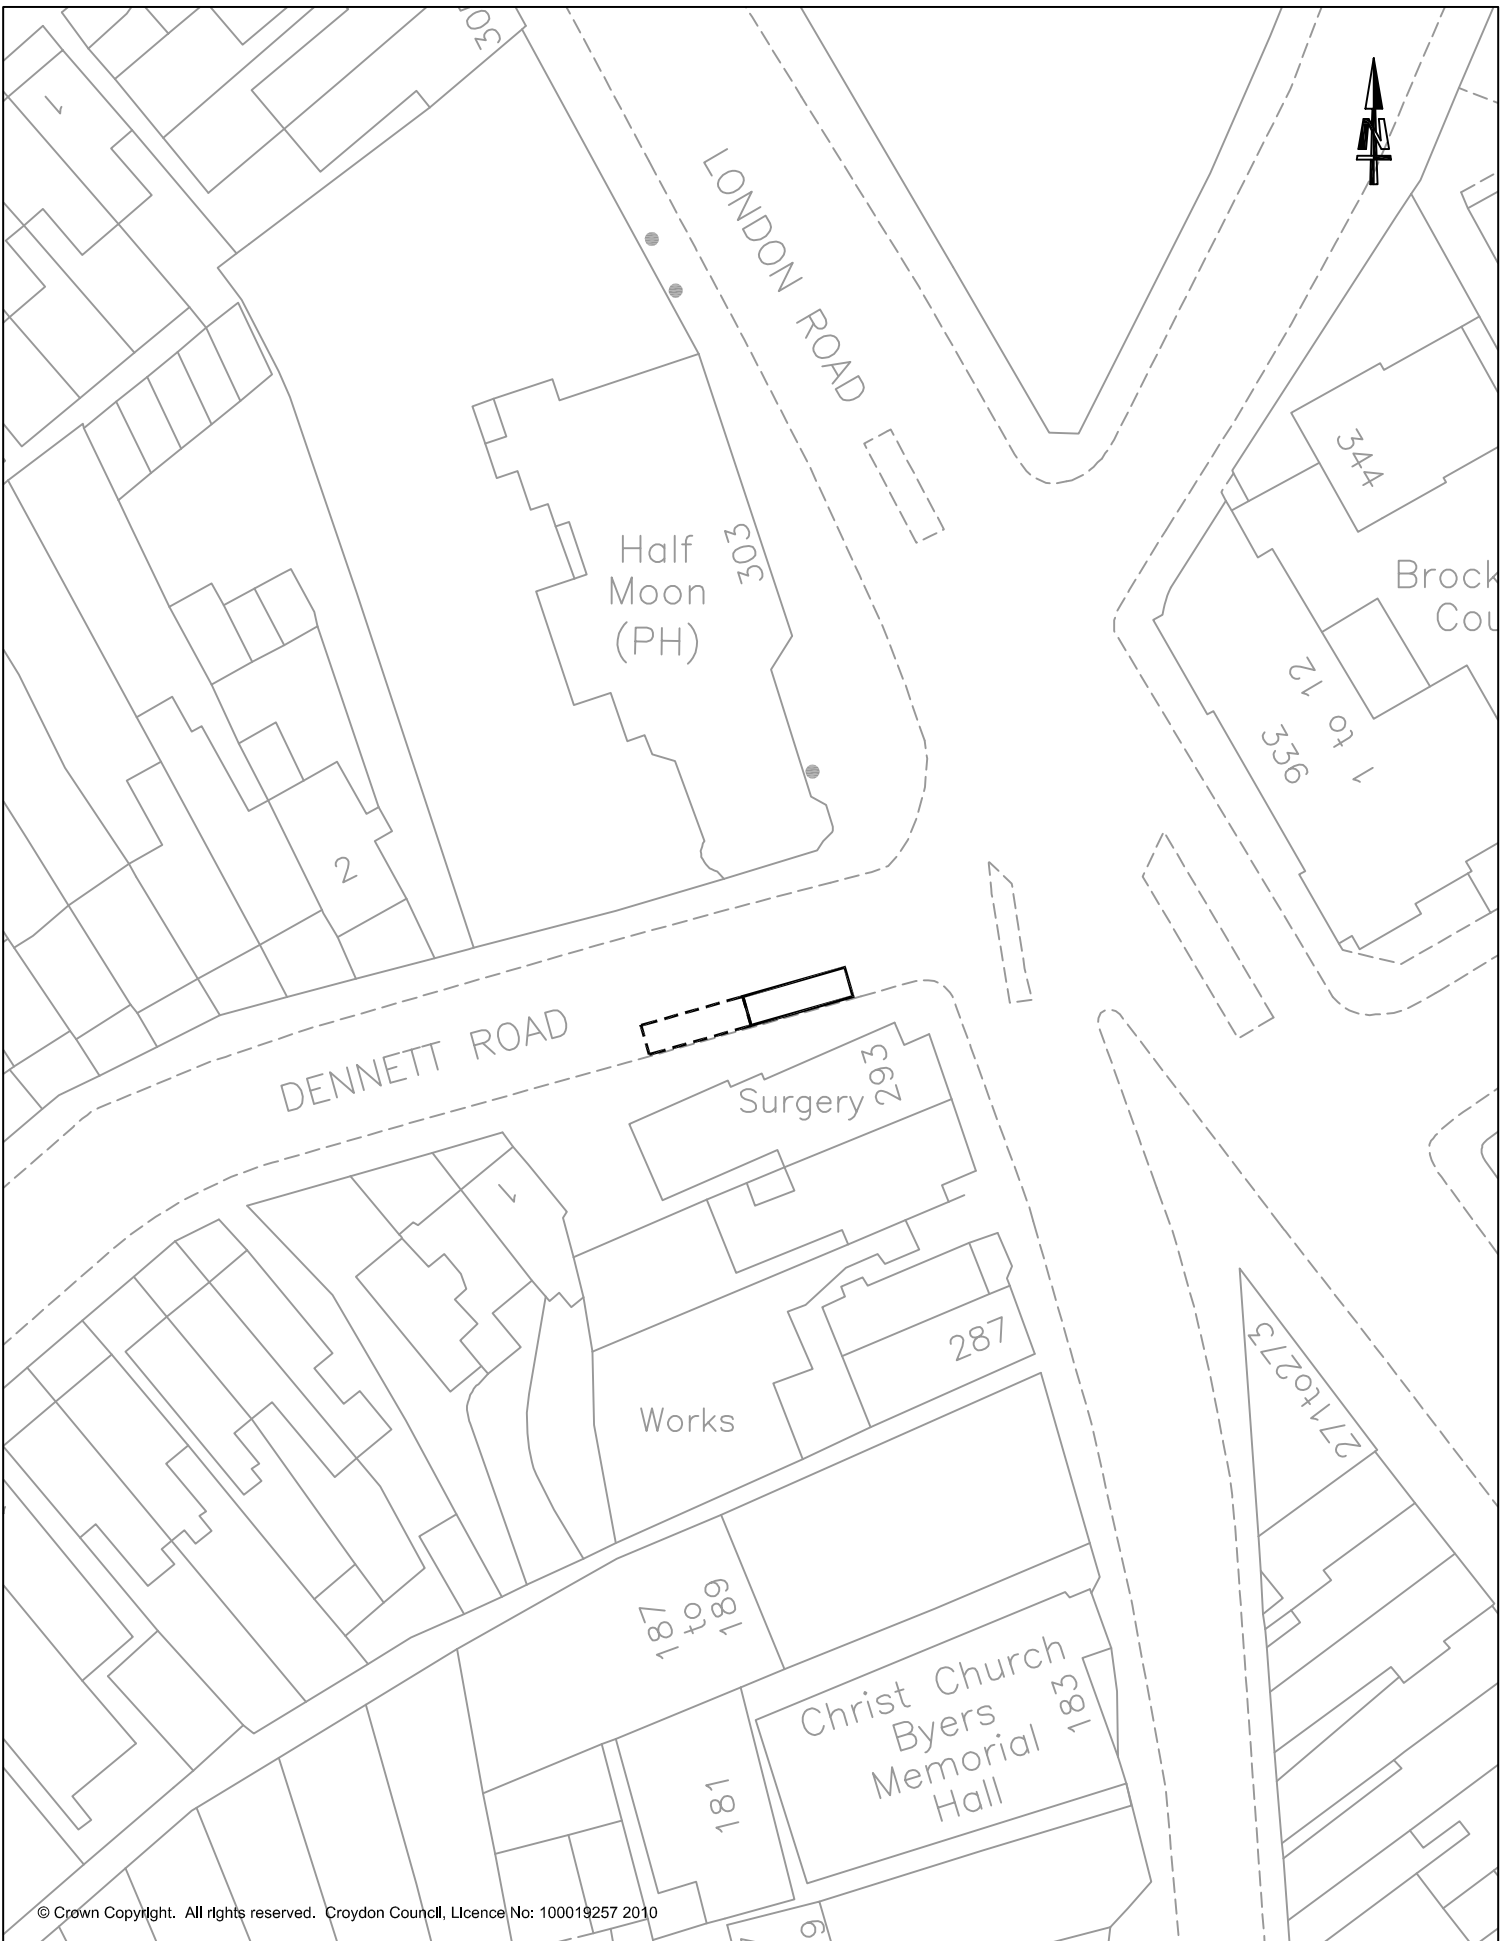 303
1
N
LONDON ROAD
344
Half
Moon
(PH)
303
1 to 12
336
2
DENNETT ROAD
293
Surgery
1
287
271to273
Works
187
to
189
Christ Church
Byers
Memorial
Hall
183
181
© Crown Copyright. All rights reserved. Croydon Council, Licence No: 100019257 2010